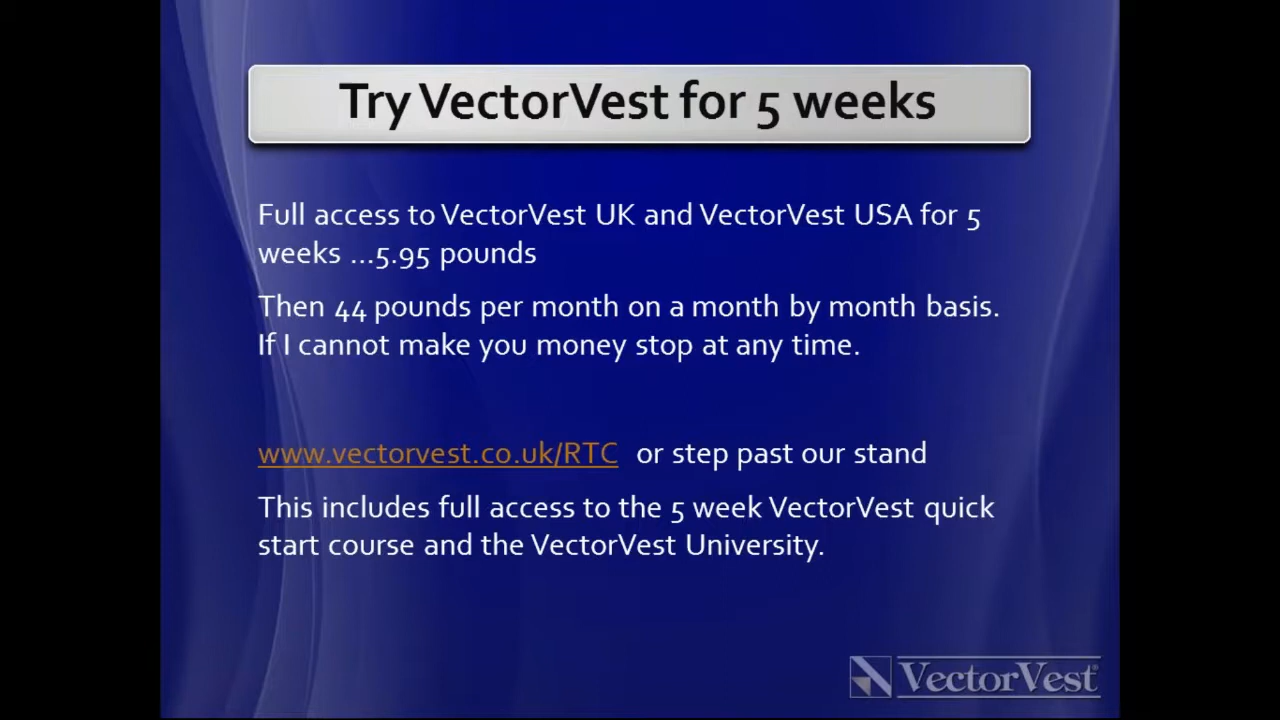 Try VectorVest for 5 weeks
Full access to VectorVest UK and VectorVest USA for 5
weeks ...5.95 pounds
Then 44 pounds per month on a month by month basis.
If I cannot make you money stop at any time.
www.vectorvest.co.uk/RTC or step past our stand
This includes full access to the 5 week VectorVest quick
start course and the VectorVest University.
VectorVest®